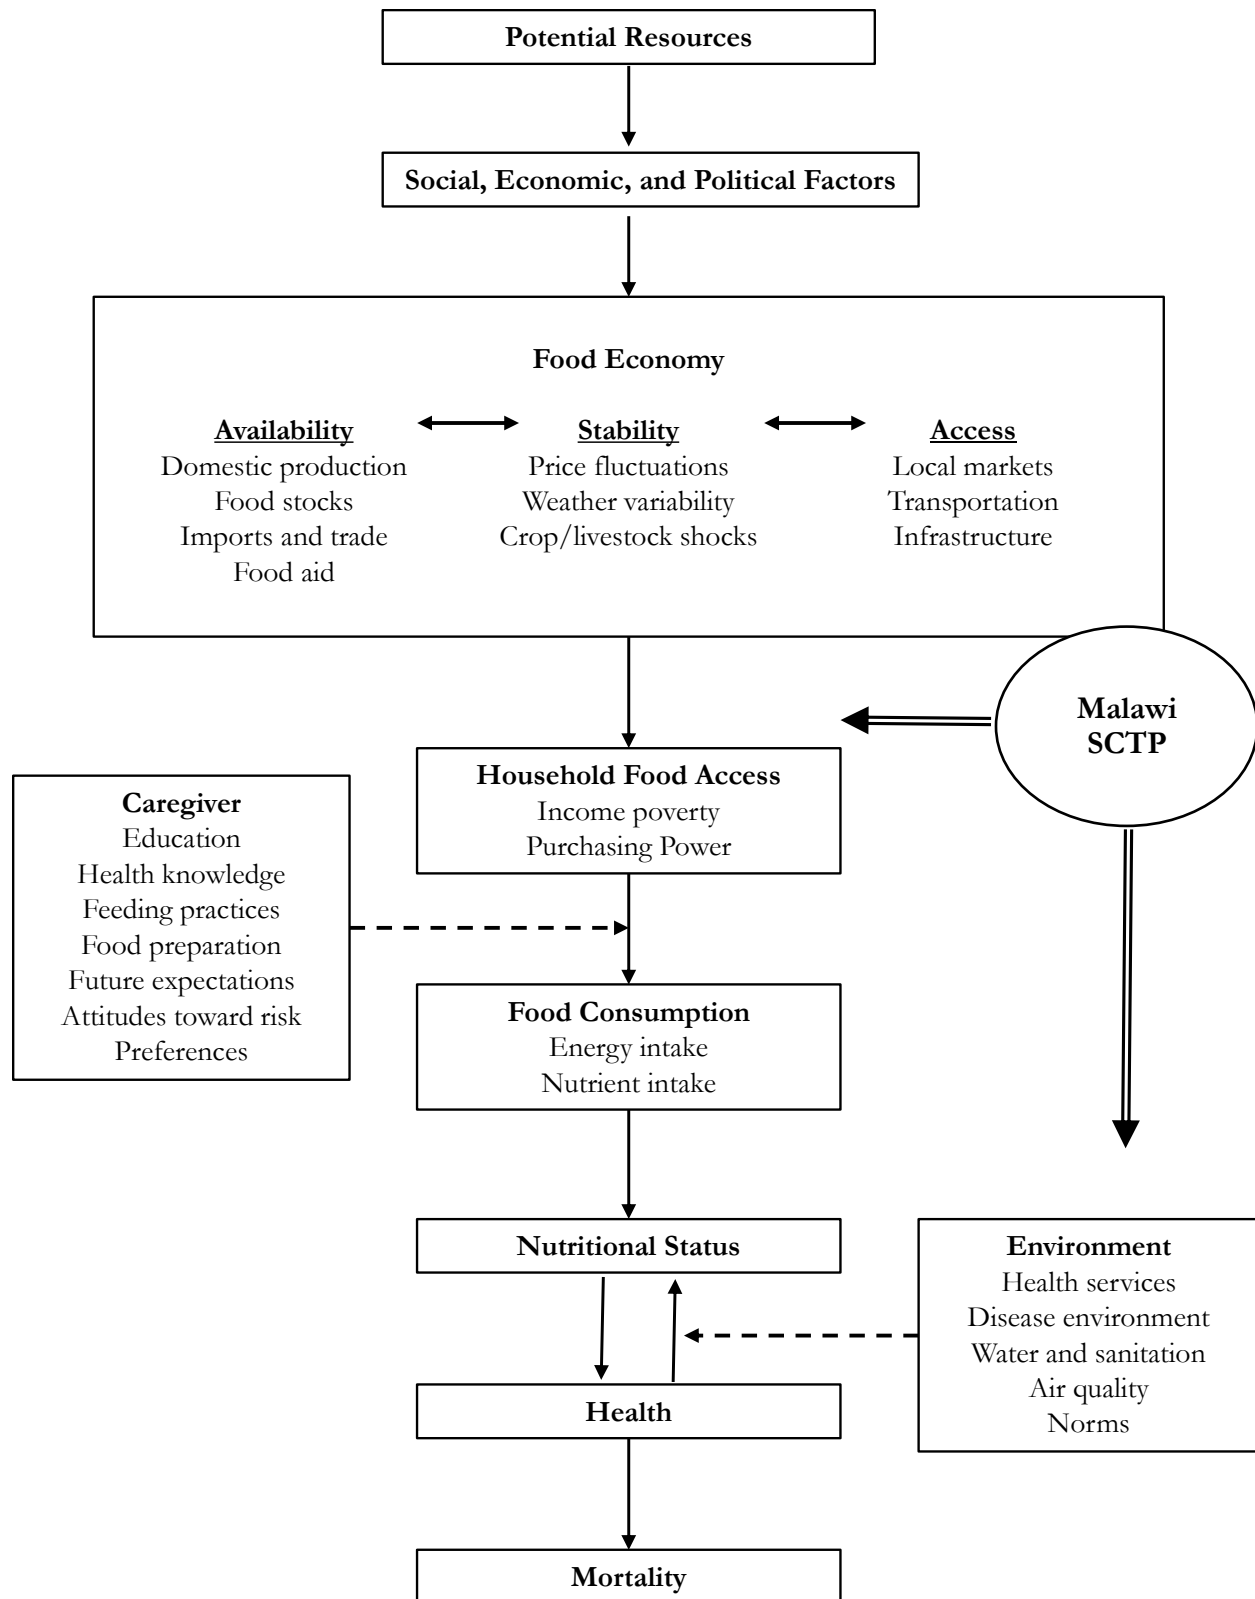 Potential Resources
Social, Economic, and Political Factors
Food Economy
Availability
Domestic production
Food stocks
Imports and trade
Food aid
Stability
Price fluctuations
Weather variability
Crop/livestock shocks
Access
Local markets
Transportation
Infrastructure
Malawi
SCTP
Household Food Access
Income poverty
Purchasing Power
Caregiver
Education
Health knowledge
Feeding practices
Food preparation
Future expectations
Attitudes toward risk
Preferences
Food Consumption
Energy intake
Nutrient intake
Nutritional Status
Environment
Health services
Disease environment
Water and sanitation
Air quality
Norms
Health
Mortality